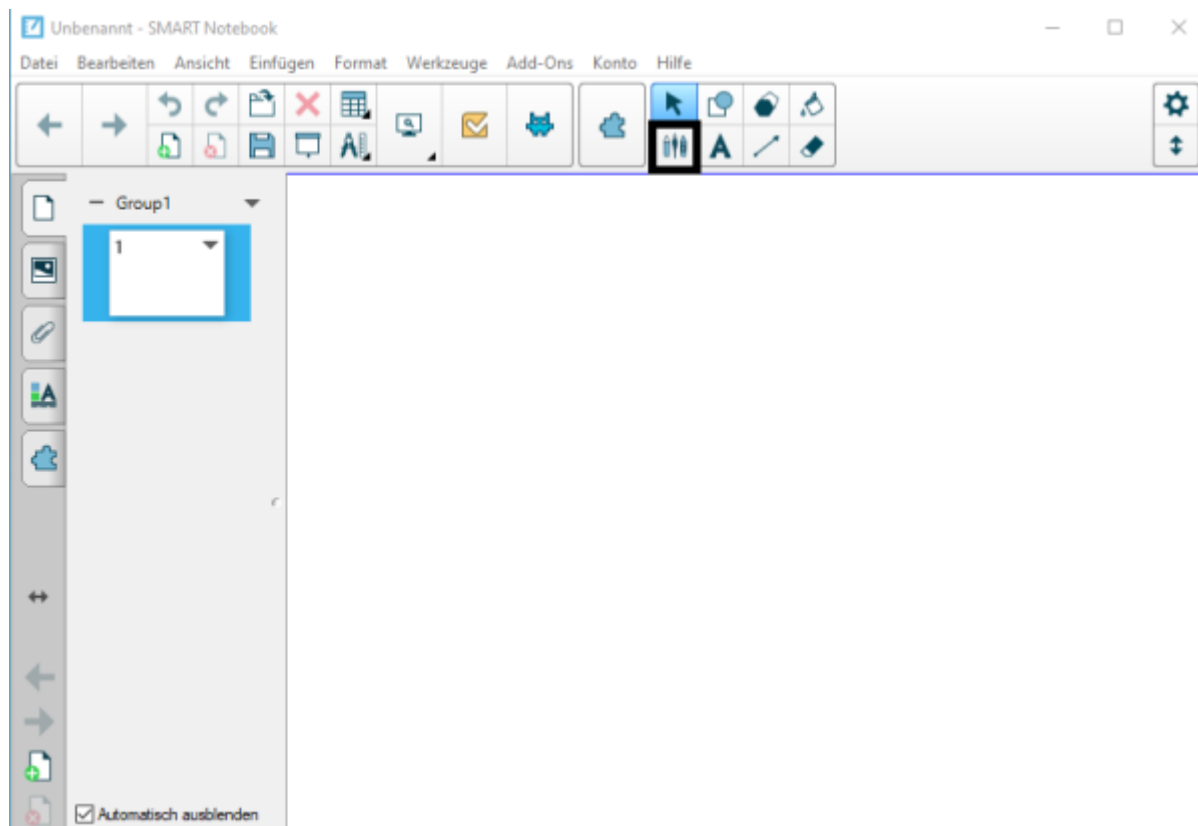 Unbenannt - SMART Notebook
Datei Bearbeiten Ansicht Einfügen Format Werkzeuge Add-Ons Konto Hilfe
Group1
1
Automatisch ausblenden